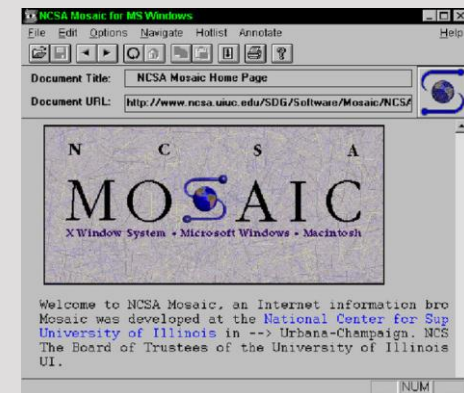 NCSA Mosaic for MS Windows
File Edit Options Navigate Hotlist Annotate Help
Document Title: NCSA Mosaic Home Page
Document URL: http://www.ncsa.uiuc.edu/SDG/Software/Mosaic/NCSA
N C S A
MOSAIC
X Window System • Microsoft Windows • Macintosh
Welcome to NCSA Mosaic, an Internet information bro
Mosaic was developed at the National Center for Sup
University of Illinois in --> Urbana-Champaign. NCS
The Board of Trustees of the University of Illinois
UI.
NUM